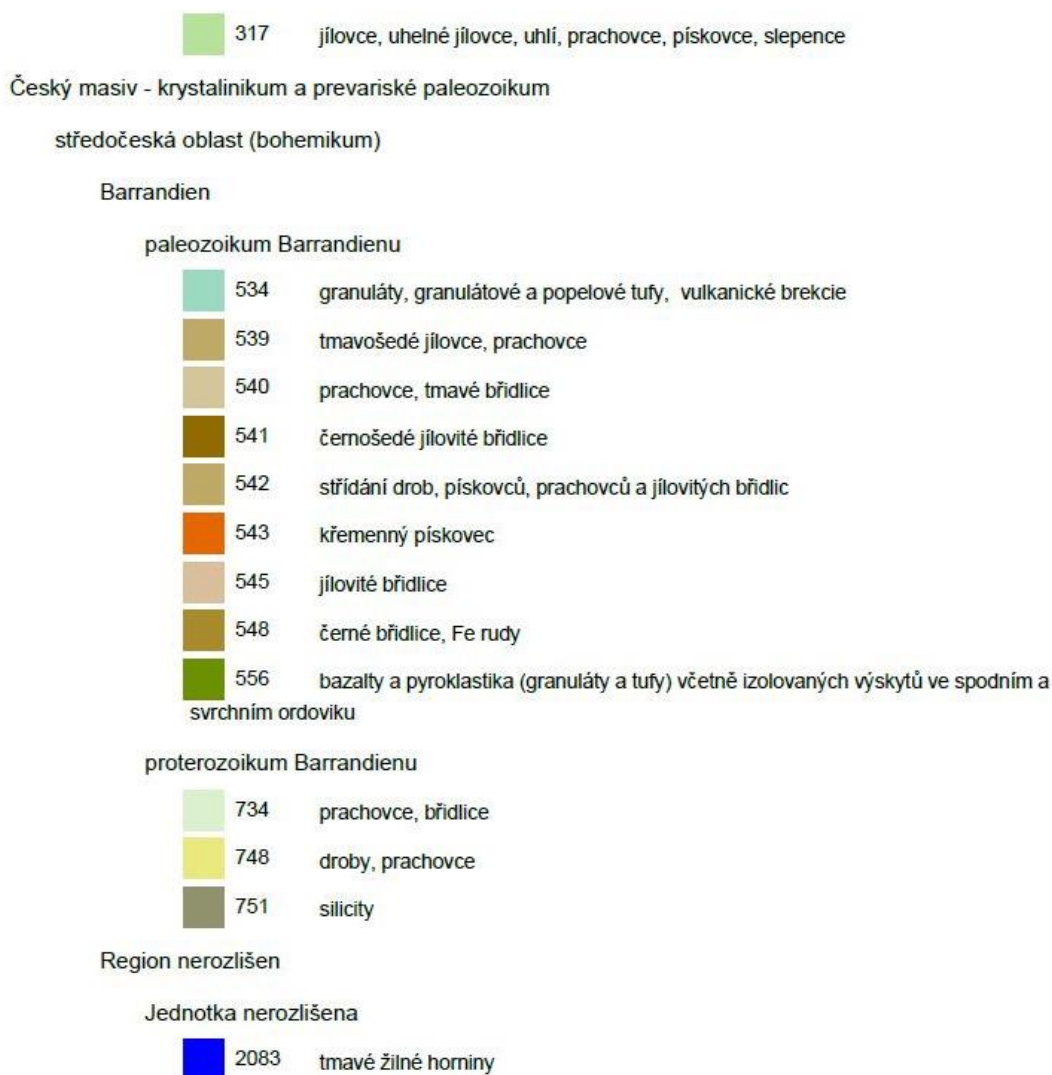 317 jílovce, uhelné jílovce, uhlí, prachovce, pískovce, slepence
Český masiv - krystalinikum a prevariské paleozoikum
středočeská oblast (bohemikum)
Barrandien
paleozoikum Barrandienu
534 granuláty, granulátové a popelové tufy, vulkanické brekcie
539 tmavošedé jílovce, prachovce
540 prachovce, tmavé břidlice
541 černošedé jílovité břidlice
542 střídání drob, pískovců, prachovců a jílovitých břidlic
543 křemenný pískovec
545 jílovité břidlice
548 černé břidlice, Fe rudy
556 bazalty a pyroklastika (granuláty a tufy) včetně izolovaných výskytů ve spodním a
svrchním ordoviku
proterozoikum Barrandienu
734 prachovce, břidlice
748 droby, prachovce
751 silicity
Region nerozlišen
Jednotka nerozlišena
2083 tmavé žilné horniny